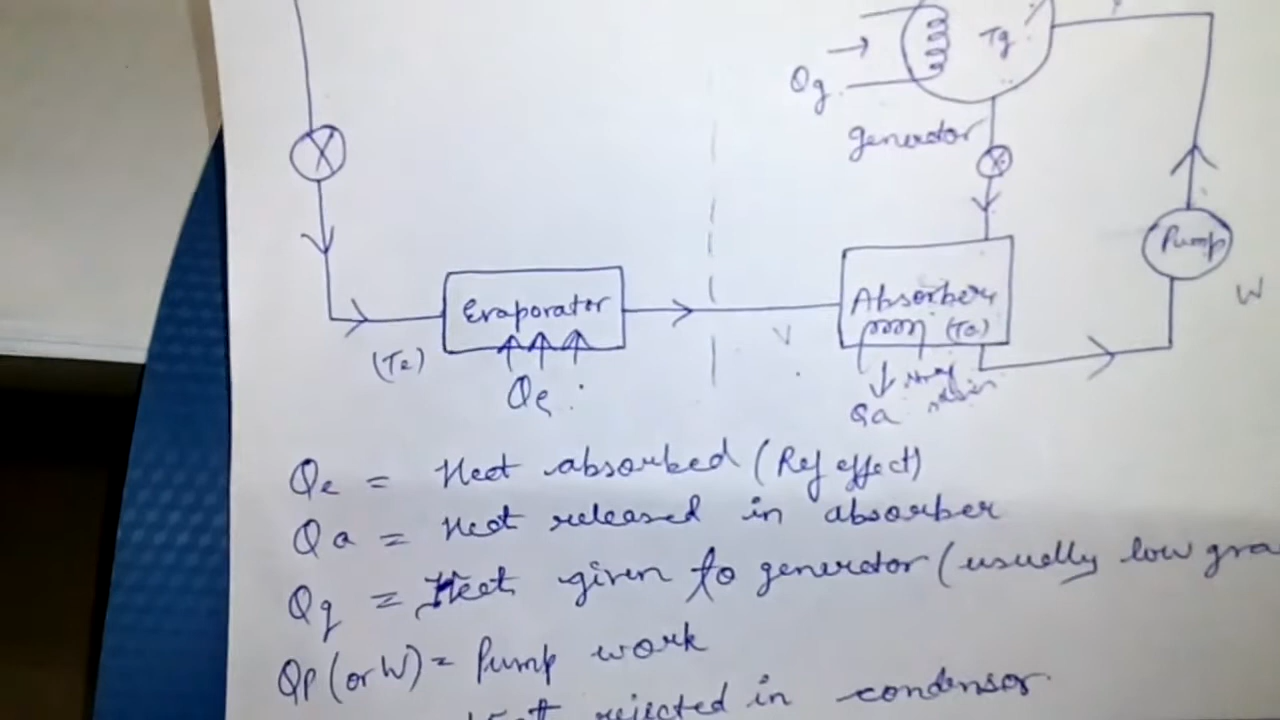 Tg
Qg
generator
Pump
W
Evaporator
Absorber
(Ta)
V
(Te)
Qe
Qa
Qe = Heat absorbed (Ref effect)
Qa = Heat released in absorber
Qg = Heat given to generator (usually low gra
Qp (or W) = Pump work
rejected in condensor